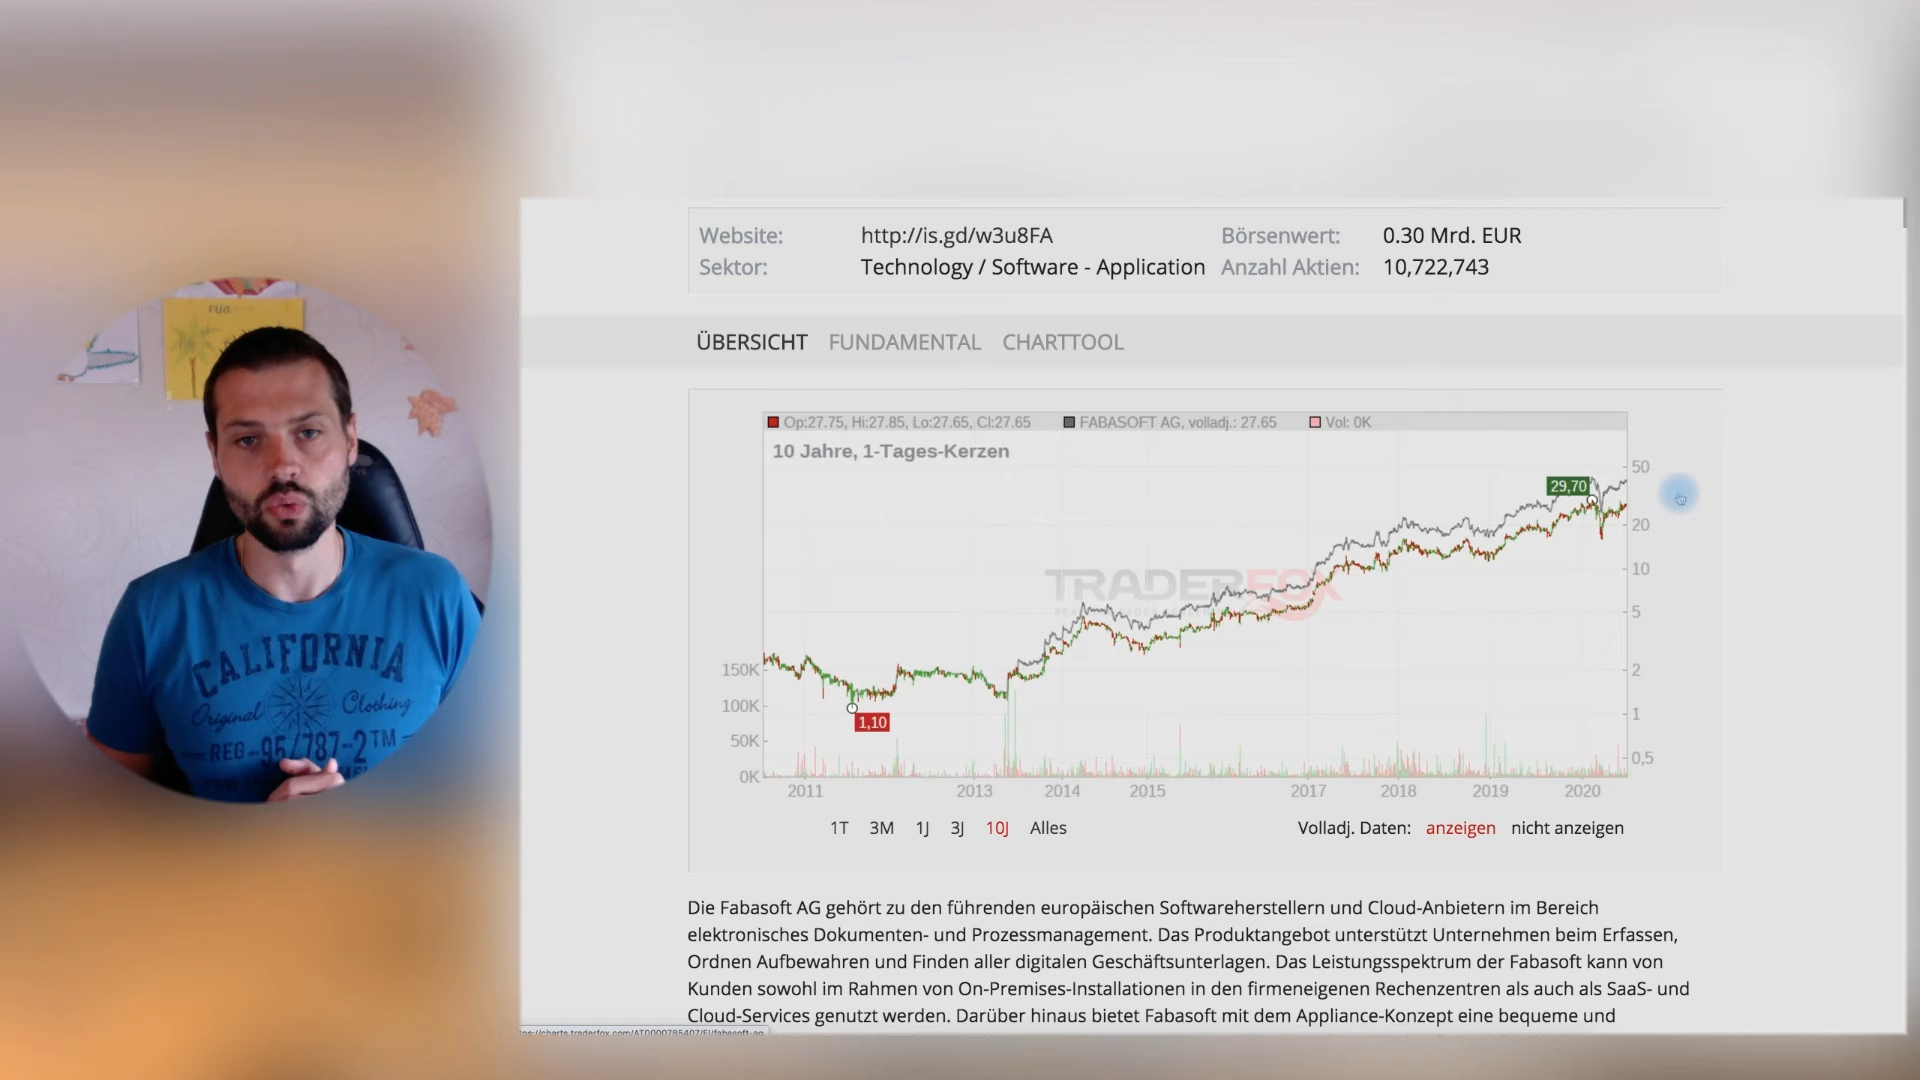 Website: http://is.gd/w3u8FA Börsenwert: 0.30 Mrd. EUR
Sektor: Technology / Software - Application Anzahl Aktien: 10,722,743
ÜBERSICHT FUNDAMENTAL CHARTTOOL
Op:27.75, Hi:27.85, Lo:27.65, Cl:27.65 FABASOFT AG, volladj.: 27.65 Vol: 0K
10 Jahre, 1-Tages-Kerzen
50
29,70
20
10
TRADERFOX
5
150K 2
100K 1
1,10
50K
0,5
0K
2011 2013 2014 2015 2017 2018 2019 2020
1T 3M 1J 3J 10J Alles Volladj. Daten: anzeigen nicht anzeigen
Die Fabasoft AG gehört zu den führenden europäischen Softwareherstellern und Cloud-Anbietern im Bereich
elektronisches Dokumenten- und Prozessmanagement. Das Produktangebot unterstützt Unternehmen beim Erfassen,
Ordnen Aufbewahren und Finden aller digitalen Geschäftsunterlagen. Das Leistungsspektrum der Fabasoft kann von
Kunden sowohl im Rahmen von On-Premises-Installationen in den firmeneigenen Rechenzentren als auch als SaaS- und
Cloud-Services genutzt werden. Darüber hinaus bietet Fabasoft mit dem Appliance-Konzept eine bequeme und
CALIFORNIA
Original Clothing
REG 95/787-2 TM